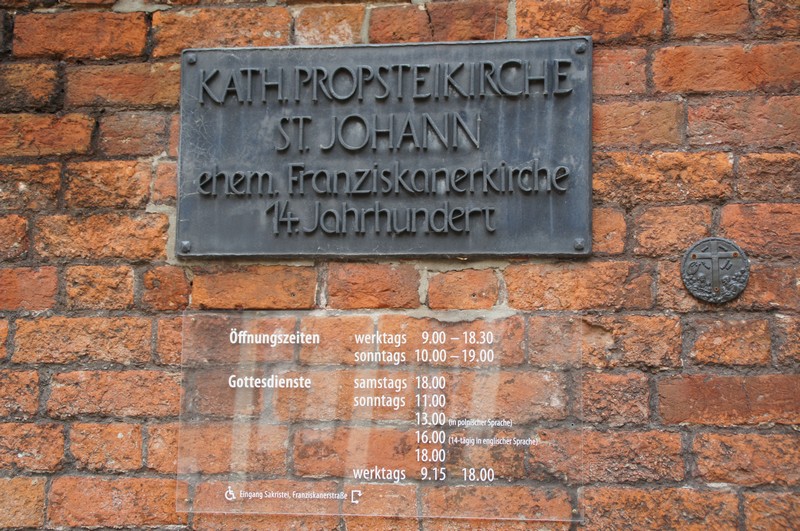 KATH. PROPSTEIKIRCHE
ST. JOHANN
ehem. Franziskanerkirche
14. Jahrhundert
Öffnungszeiten werktags 9.00 – 18.30
sonntags 10.00 – 19.00
Gottesdienste samstags 18.00
sonntags 11.00
13.00 (in polnischer Sprache)
16.00 (14-tägig in englischer Sprache)
18.00
werktags 9.15 18.00
Eingang Sakristei, Franziskanerstraße